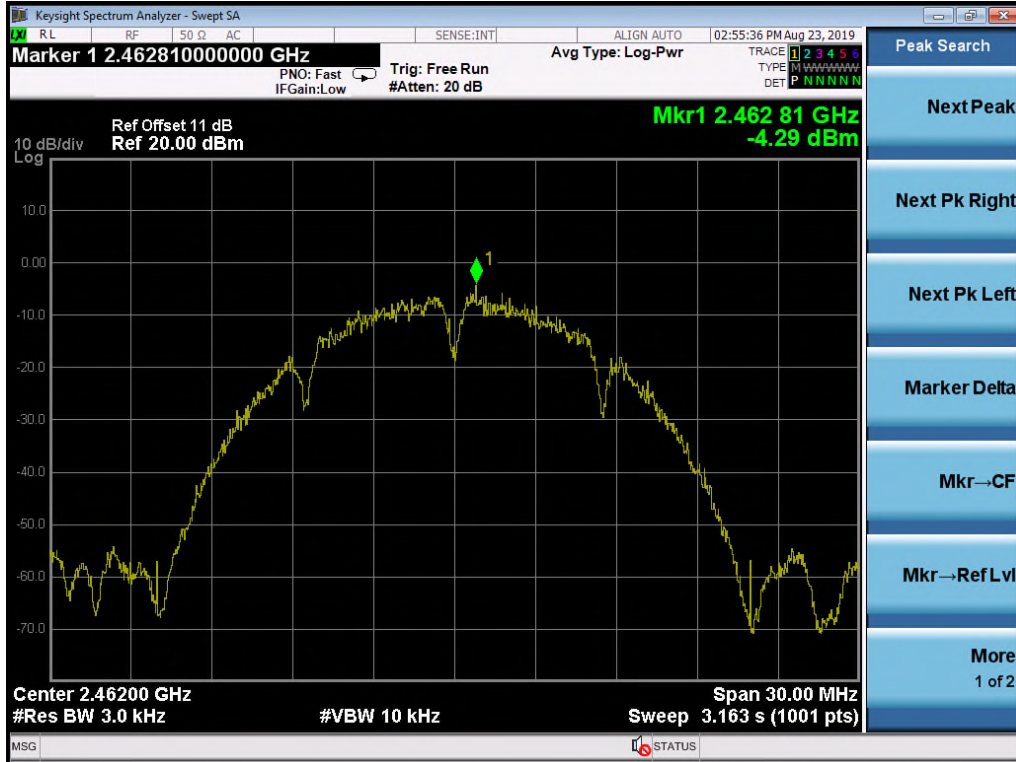 Keysight Spectrum Analyzer - Swept SA
LXI RL RF 50 Ω AC SENSE:INT ALIGN AUTO 02:55:36 PM Aug 23, 2019
Marker 1 2.462810000000 GHz
PNO: Fast
IFGain:Low
Trig: Free Run
#Atten: 20 dB
Avg Type: Log-Pwr
TRACE 1 2 3 4 5 6
TYPE M WWWWW
DET P N N N N N
Peak Search
Mkr1 2.462 81 GHz
-4.29 dBm
Ref Offset 11 dB
10 dB/div Ref 20.00 dBm
Log
10.0
0.00
-10.0
-20.0
-30.0
-40.0
-50.0
-60.0
-70.0
1
Center 2.46200 GHz
Span 30.00 MHz
#Res BW 3.0 kHz
#VBW 10 kHz
Sweep 3.163 s (1001 pts)
Next Peak
Next Pk Right
Next Pk Left
Marker Delta
Mkr→CF
Mkr→Ref Lvl
More
1 of 2
MSG
STATUS